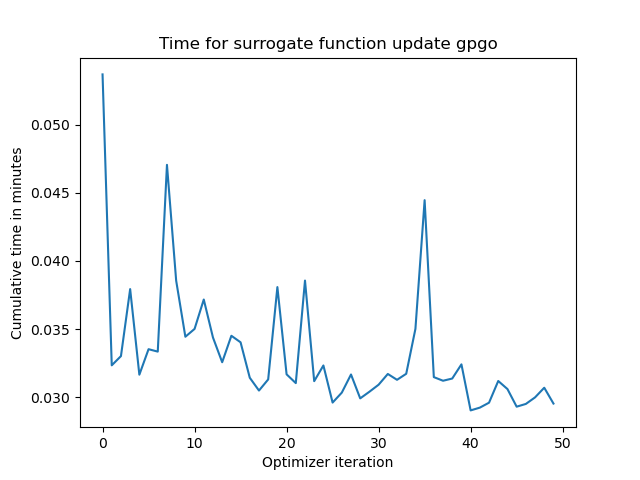 Time for surrogate function update gpgo
Cumulative time in minutes
0.050
0.045
0.040
0.035
0.030
0 10 20 30 40 50
Optimizer iteration